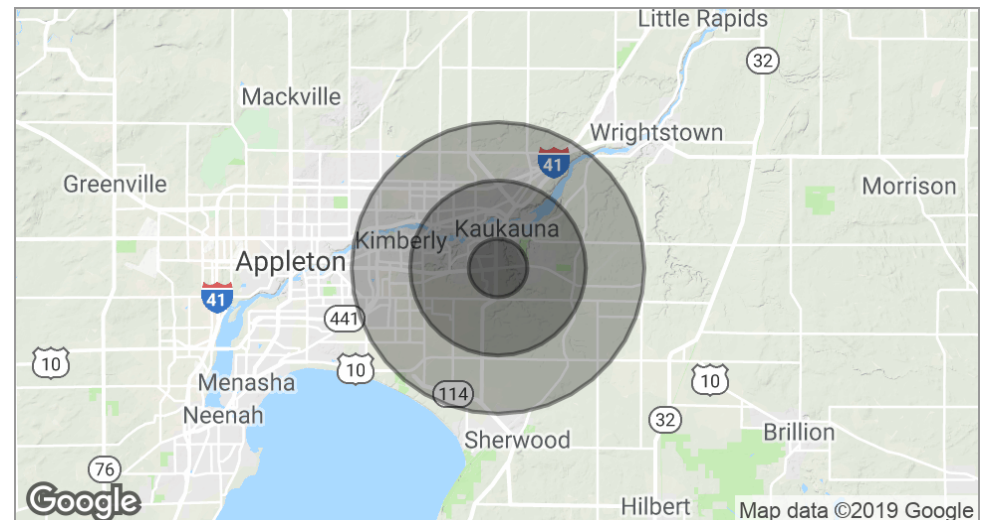 Little Rapids
32
Mackville
Wrightstown
41
Greenville
Morrison
Kaukauna
Kimberly
Appleton
41
441
10
10
10
Menasha
114
Neenah
32
Brillion
Sherwood
76
Hilbert
Google
Map data ©2019 Google